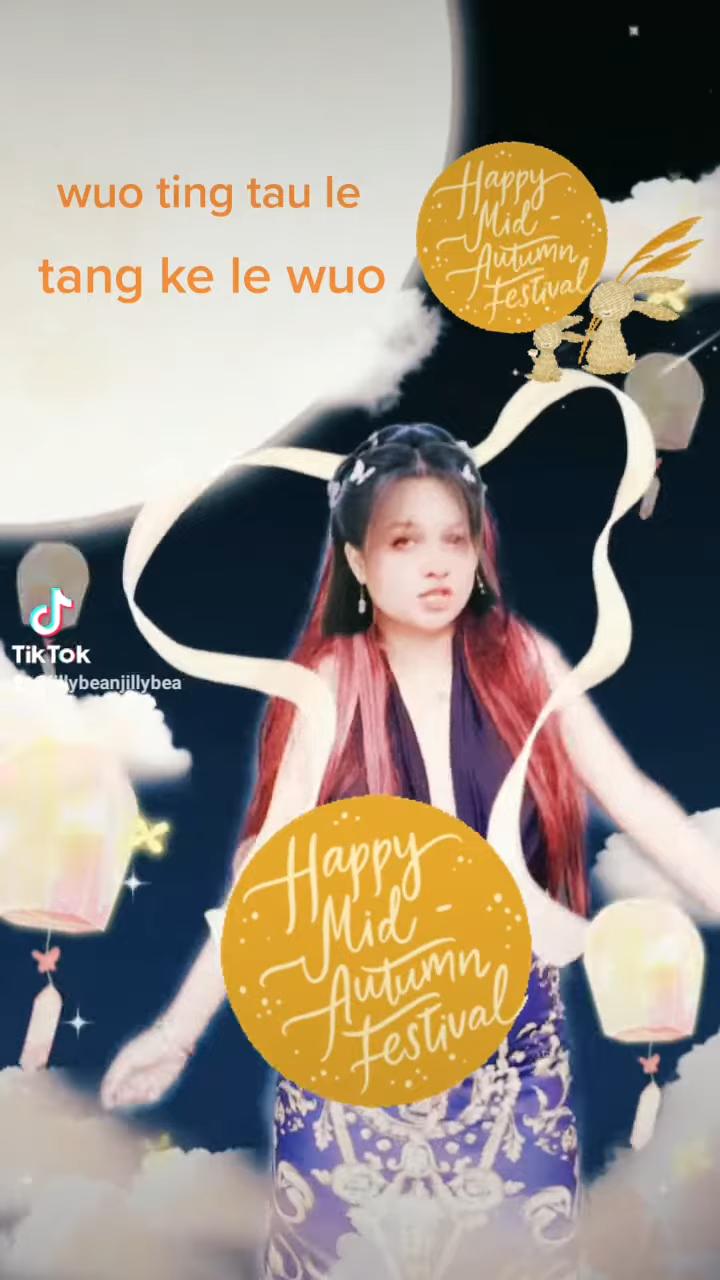 wuo ting tau le
tang ke le wuo
Happy
Mid -
Autumn
Festival
TikTok
Happy
Mid -
Autumn
Festival